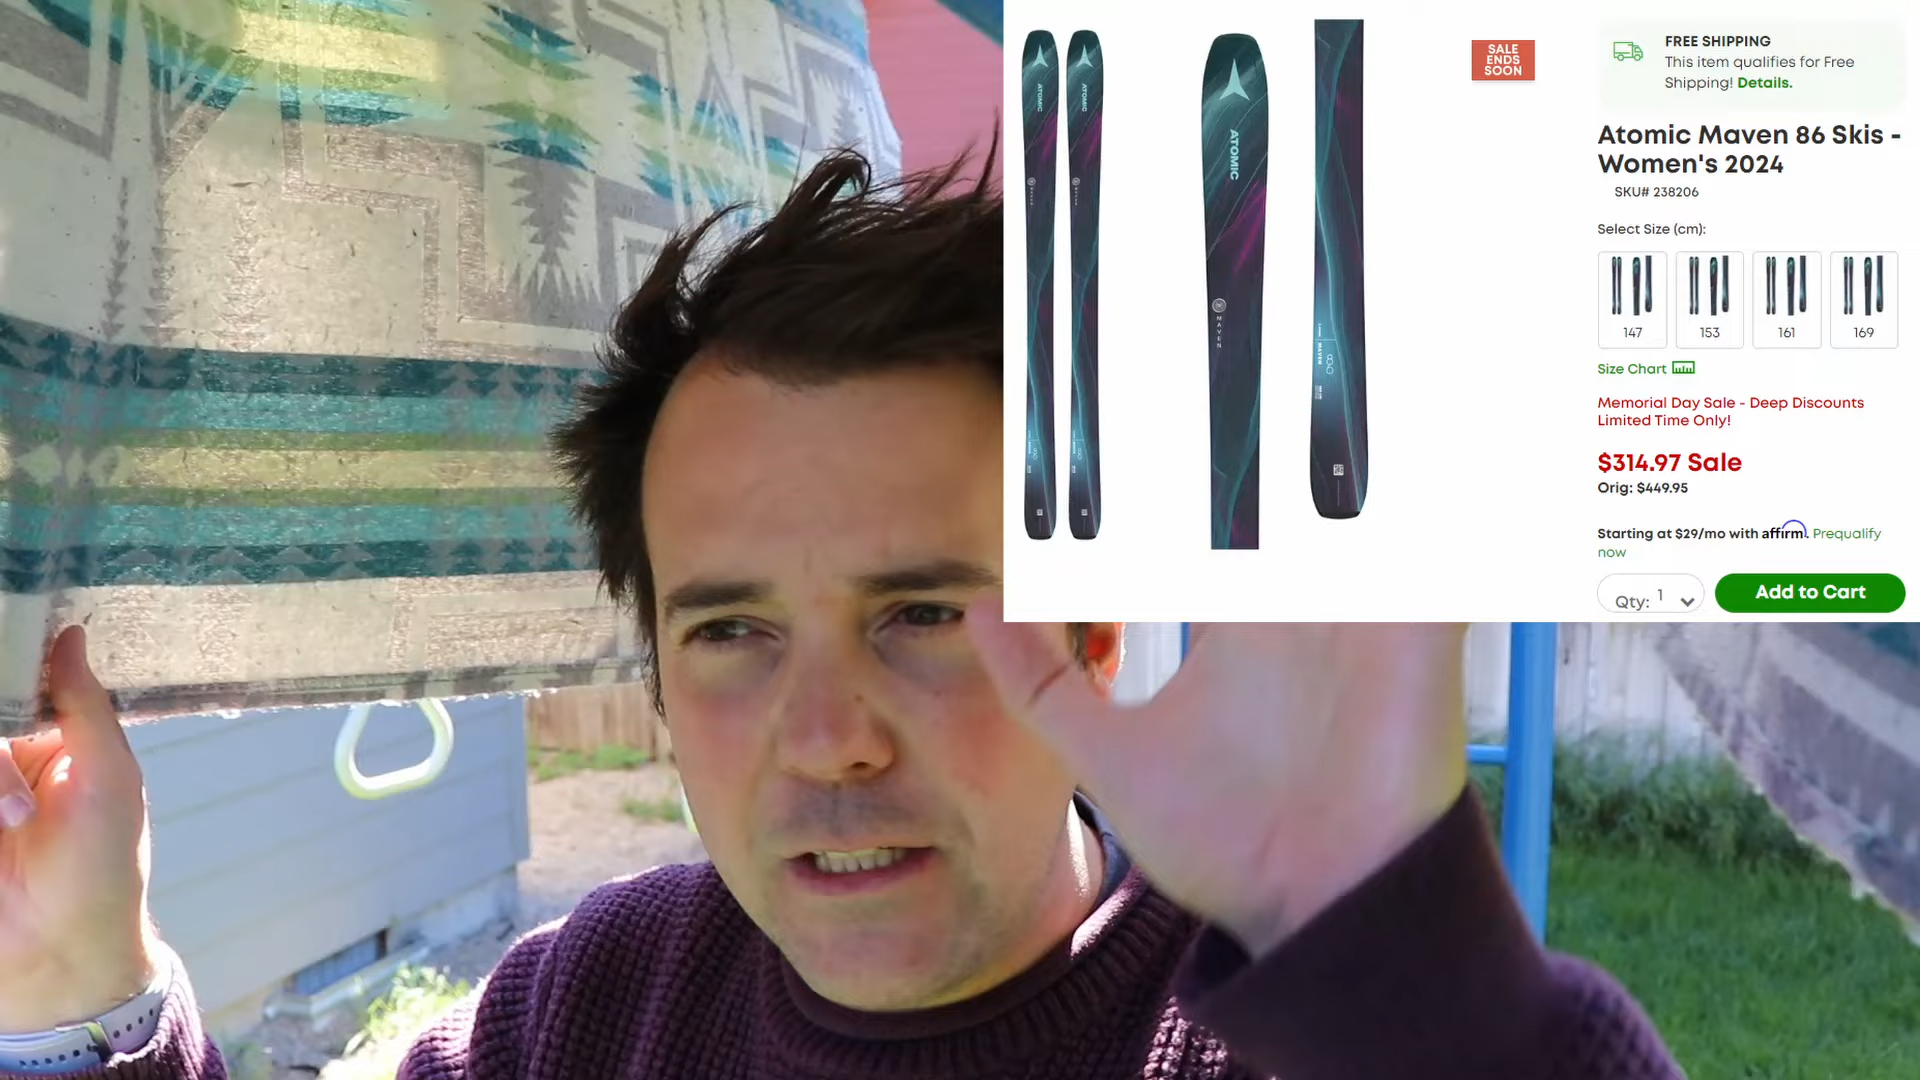 ATOMIC
ATOMIC
ATOMIC
MAVEN
MAVEN
86
SALE
ENDS
SOON
FREE SHIPPING
This item qualifies for Free
Shipping! Details.
Atomic Maven 86 Skis -
Women's 2024
SKU# 238206
Select Size (cm):
147
153
161
169
Size Chart
Memorial Day Sale - Deep Discounts
Limited Time Only!
$314.97 Sale
Orig: $449.95
Starting at $29/mo with affirm. Prequalify
now
Qty: 1
Add to Cart